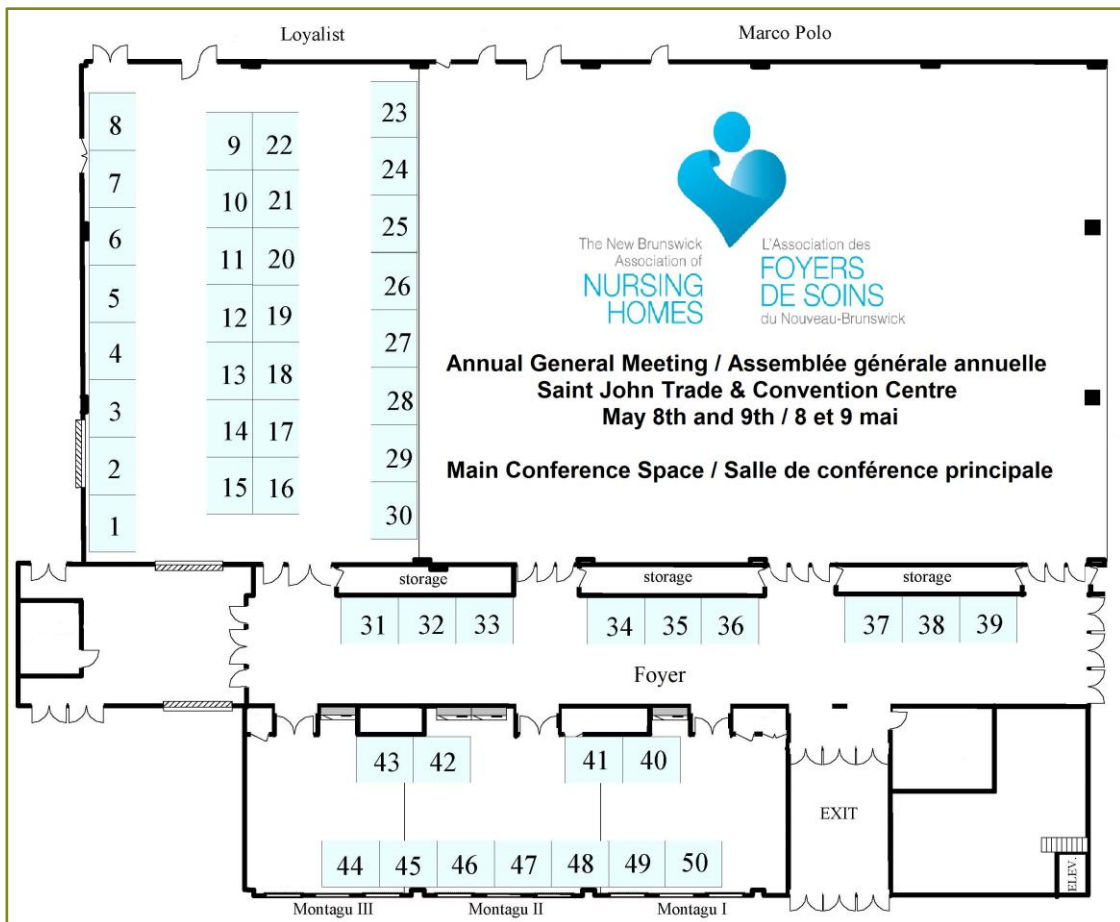 Loyalist
Marco Polo
8
7
6
5
4
3
2
1
9 22
10 21
11 20
12 19
13 18
14 17
15 16
23
24
25
26
27
28
29
30
The New Brunswick
Association of
NURSING
HOMES
L'Association des
FOYERS
DE SOINS
du Nouveau-Brunswick
Annual General Meeting / Assemblée générale annuelle
Saint John Trade & Convention Centre
May 8th and 9th / 8 et 9 mai
Main Conference Space / Salle de conférence principale
storage
storage
storage
31 32 33
34 35 36
37 38 39
Foyer
43 42
41 40
44 45 46 47 48 49 50
EXIT
ELEV.
Montagu III
Montagu II
Montagu I